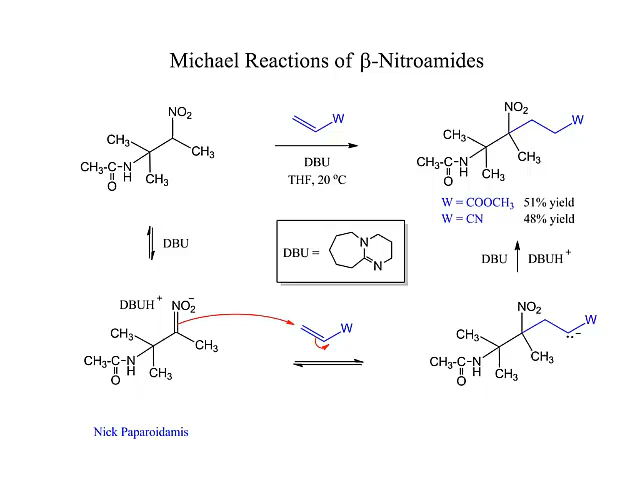 Michael Reactions of β-Nitroamides
NO2
CH3
CH3
CH3-C-N
H
O
CH3
W
DBU
THF, 20 °C
NO2
W
CH3
CH3
CH3-C-N
H
O
CH3
W = COOCH3 51% yield
W = CN 48% yield
DBU
DBU =
N
N
DBU
DBUH+
DBUH+
NO2−
CH3
CH3
CH3-C-N
H
O
CH3
W
NO2
W
CH3
CH3
CH3-C-N
H
O
CH3
Nick Paparoidamis